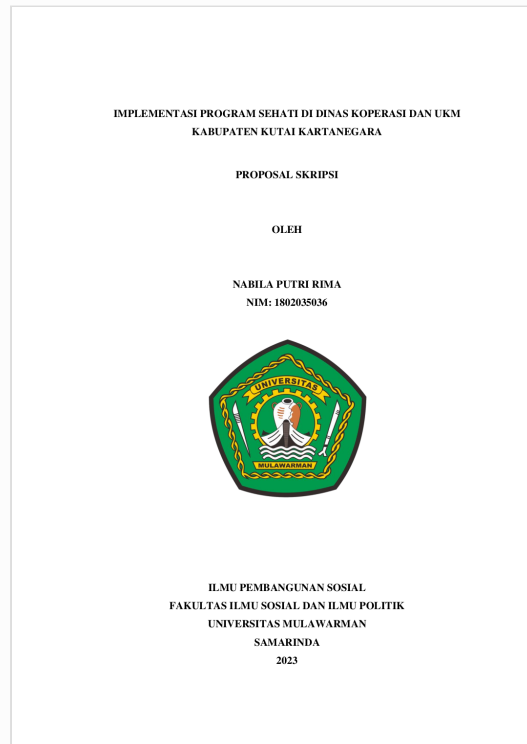 IMPLEMENTASI PROGRAM SEHATI DI DINAS KOPERASI DAN UKM
KABUPATEN KUTAI KARTANEGARA
PROPOSAL SKRIPSI
OLEH
NABILA PUTRI RIMA
NIM: 1802035036
UNIVERSITAS
MULAWARMAN
ILMU PEMBANGUNAN SOSIAL
FAKULTAS ILMU SOSIAL DAN ILMU POLITIK
UNIVERSITAS MULAWARMAN
SAMARINDA
2023